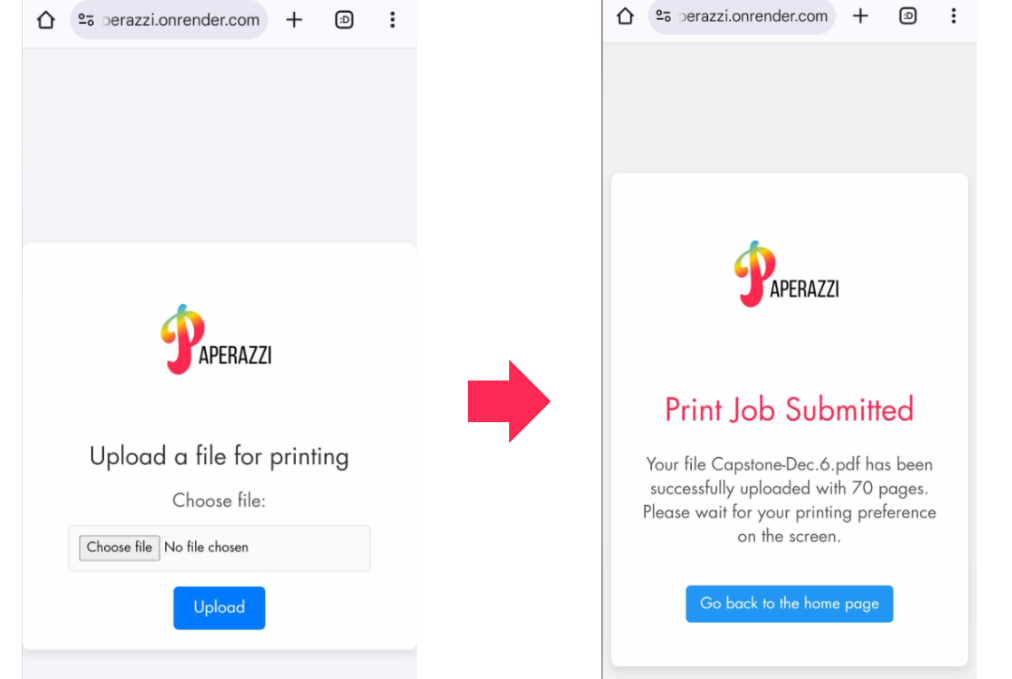 perazzi.onrender.com
PAPERAZZI
Upload a file for printing
Choose file:
Choose file No file chosen
Upload
perazzi.onrender.com
PAPERAZZI
Print Job Submitted
Your file Capstone-Dec.6.pdf has been
successfully uploaded with 70 pages.
Please wait for your printing preference
on the screen.
Go back to the home page